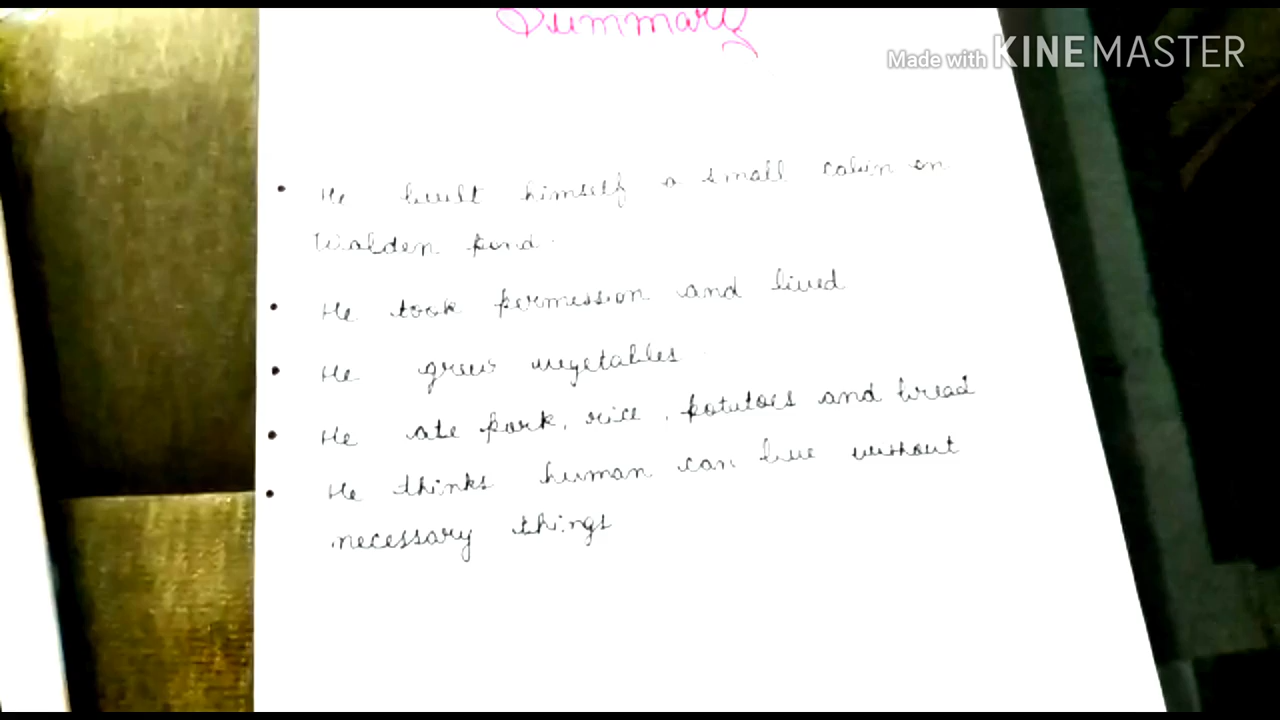 Summary
Made with KINEMASTER
• He built himself a small cabin on
Walden pond.
• He took permession and lived
• He grew vegetables
• He ate pork, rice, potatoes and bread
• He thinks human can live without
necessary things